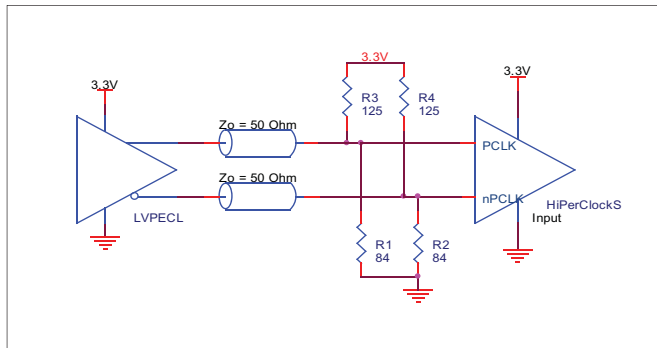 3.3V
3.3V
3.3V
R3
125
R4
125
Zo = 50 Ohm
PCLK
Zo = 50 Ohm
nPCLK
HiPerClockS
Input
LVPECL
R1
84
R2
84